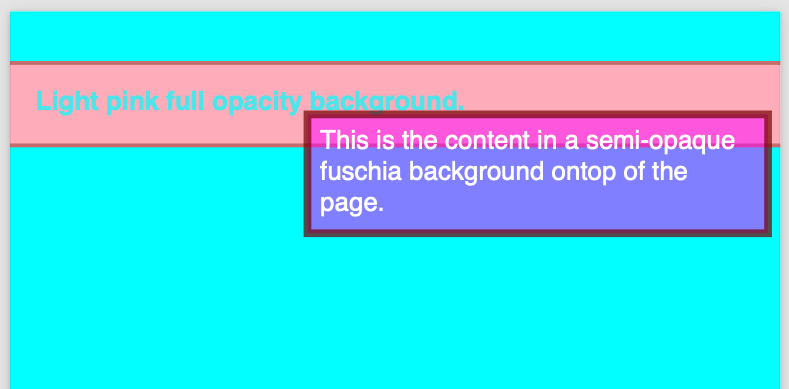 Light pink full opacity background.
This is the content in a semi-opaque
fuschia background ontop of the
page.